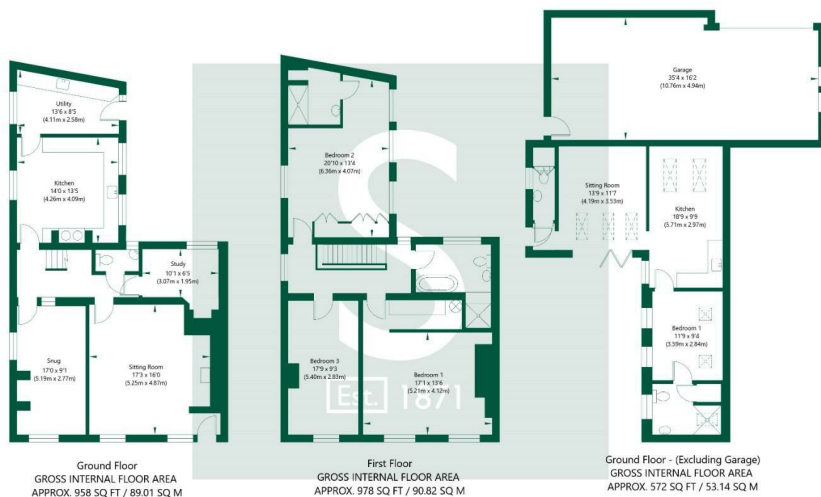 Utility
13'6 x 8'5
(4.11m x 2.58m)
Kitchen
14'0 x 13'5
(4.26m x 4.09m)
Study
10'1 x 6'5
(3.07m x 1.95m)
Snug
17'0 x 9'1
(5.19m x 2.77m)
Sitting Room
17'3 x 16'0
(5.25m x 4.87m)
Ground Floor
GROSS INTERNAL FLOOR AREA
APPROX. 958 SQ FT / 89.01 SQ M
Bedroom 2
20'10 x 13'4
(6.36m x 4.07m)
Bedroom 3
17'9 x 9'3
(5.40m x 2.83m)
Bedroom 1
17'1 x 13'6
(5.21m x 4.12m)
S
Est. 1871
First Floor
GROSS INTERNAL FLOOR AREA
APPROX. 978 SQ FT / 90.82 SQ M
Garage
35'4 x 16'2
(10.76m x 4.94m)
Sitting Room
13'9 x 11'7
(4.19m x 3.53m)
Kitchen
18'9 x 9'9
(5.71m x 2.97m)
Bedroom 1
11'9 x 9'4
(3.59m x 2.84m)
Ground Floor - (Excluding Garage)
GROSS INTERNAL FLOOR AREA
APPROX. 572 SQ FT / 53.14 SQ M